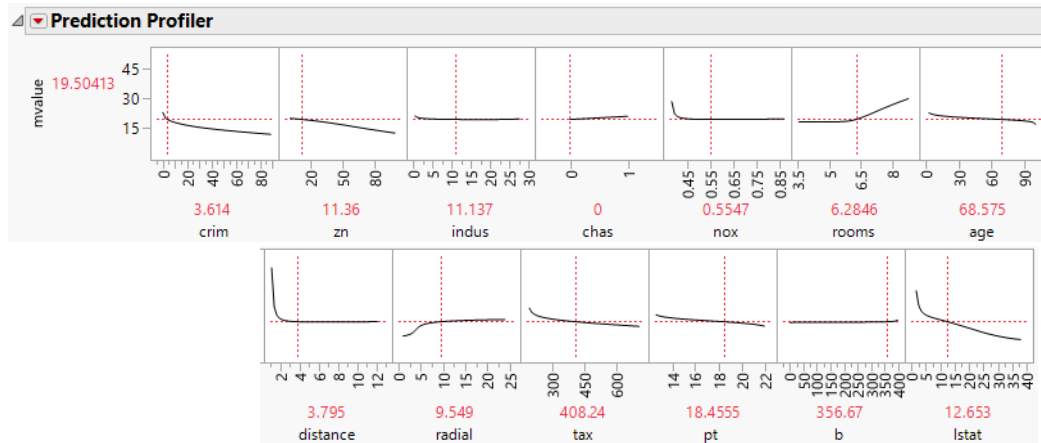 Prediction Profiler
mvalue
19.50413
45
30
15
0 20 40 60 80
20 50 80
0 5 10 15 20 25 30
0 1
0.45 0.55 0.65 0.75 0.85
3.5 5 6.5 8
0 30 60 90
3.614 11.36 11.137 0 0.5547 6.2846 68.575
crim zn indus chas nox rooms age
2 4 6 8 10 12
0 5 10 15 20 25
300 450 600
14 16 18 20 22
0 50 100 150 200 250 300 350 400
0 5 10 15 20 25 30 35 40
3.795 9.549 408.24 18.4555 356.67 12.653
distance radial tax pt b lstat